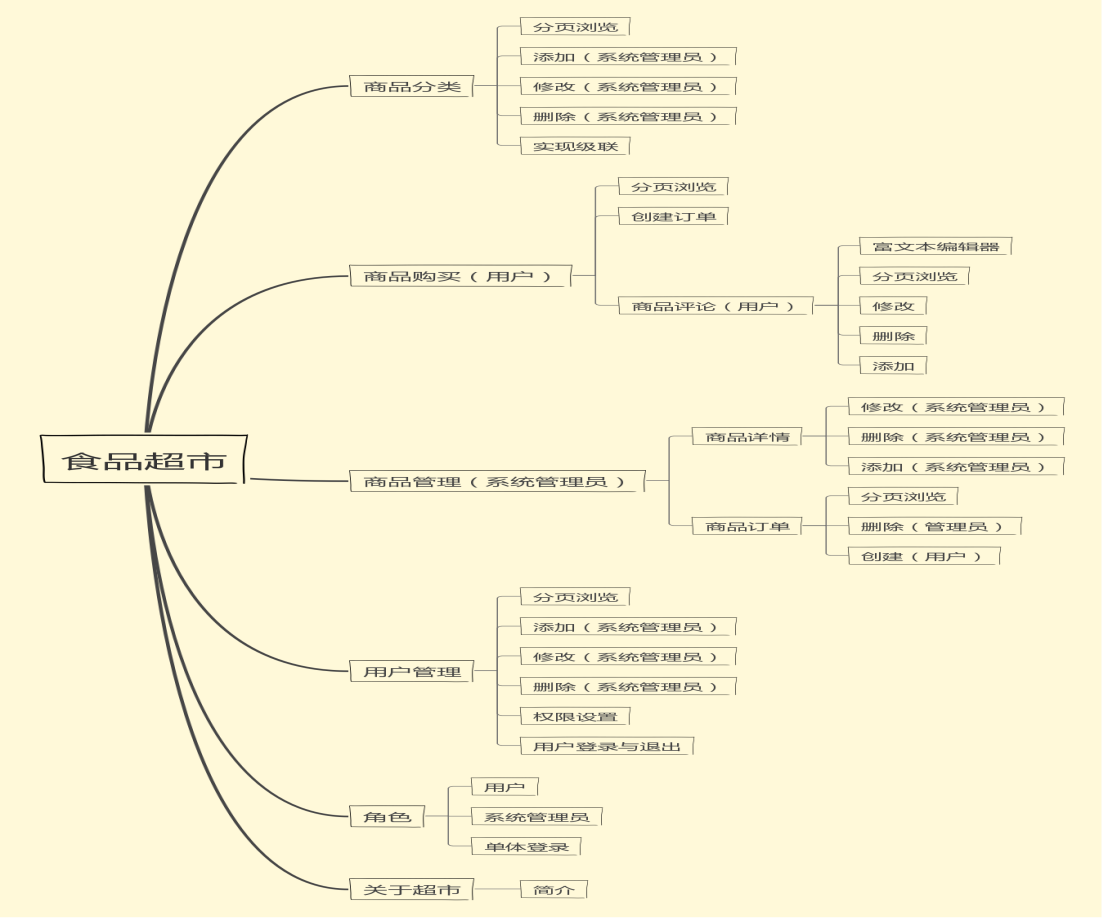 食品超市
商品分类
分页浏览
添加（系统管理员）
修改（系统管理员）
删除（系统管理员）
实现级联
商品购买（用户）
分页浏览
创建订单
商品评论（用户）
富文本编辑器
分页浏览
修改
删除
添加
商品管理（系统管理员）
商品详情
修改（系统管理员）
删除（系统管理员）
添加（系统管理员）
商品订单
分页浏览
删除（管理员）
创建（用户）
用户管理
分页浏览
添加（系统管理员）
修改（系统管理员）
删除（系统管理员）
权限设置
用户登录与退出
角色
用户
系统管理员
单体登录
关于超市
简介